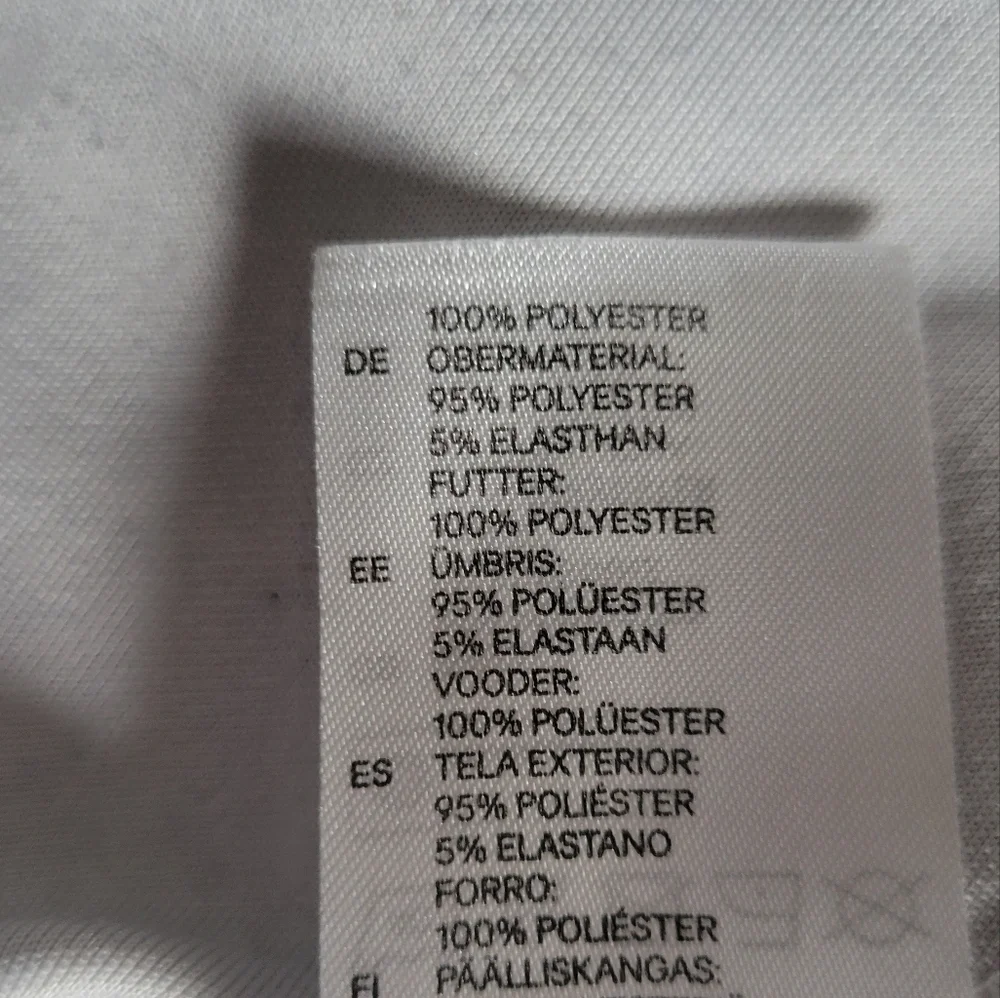 100% POLYESTER
DE OBERMATERIAL:
95% POLYESTER
5% ELASTHAN
FUTTER:
100% POLYESTER
EE ÜMBRIS:
95% POLÜESTER
5% ELASTAAN
VOODER:
100% POLÜESTER
ES TELA EXTERIOR:
95% POLIÉSTER
5% ELASTANO
FORRO:
100% POLIÉSTER
FI PÄÄLLISKANGAS: